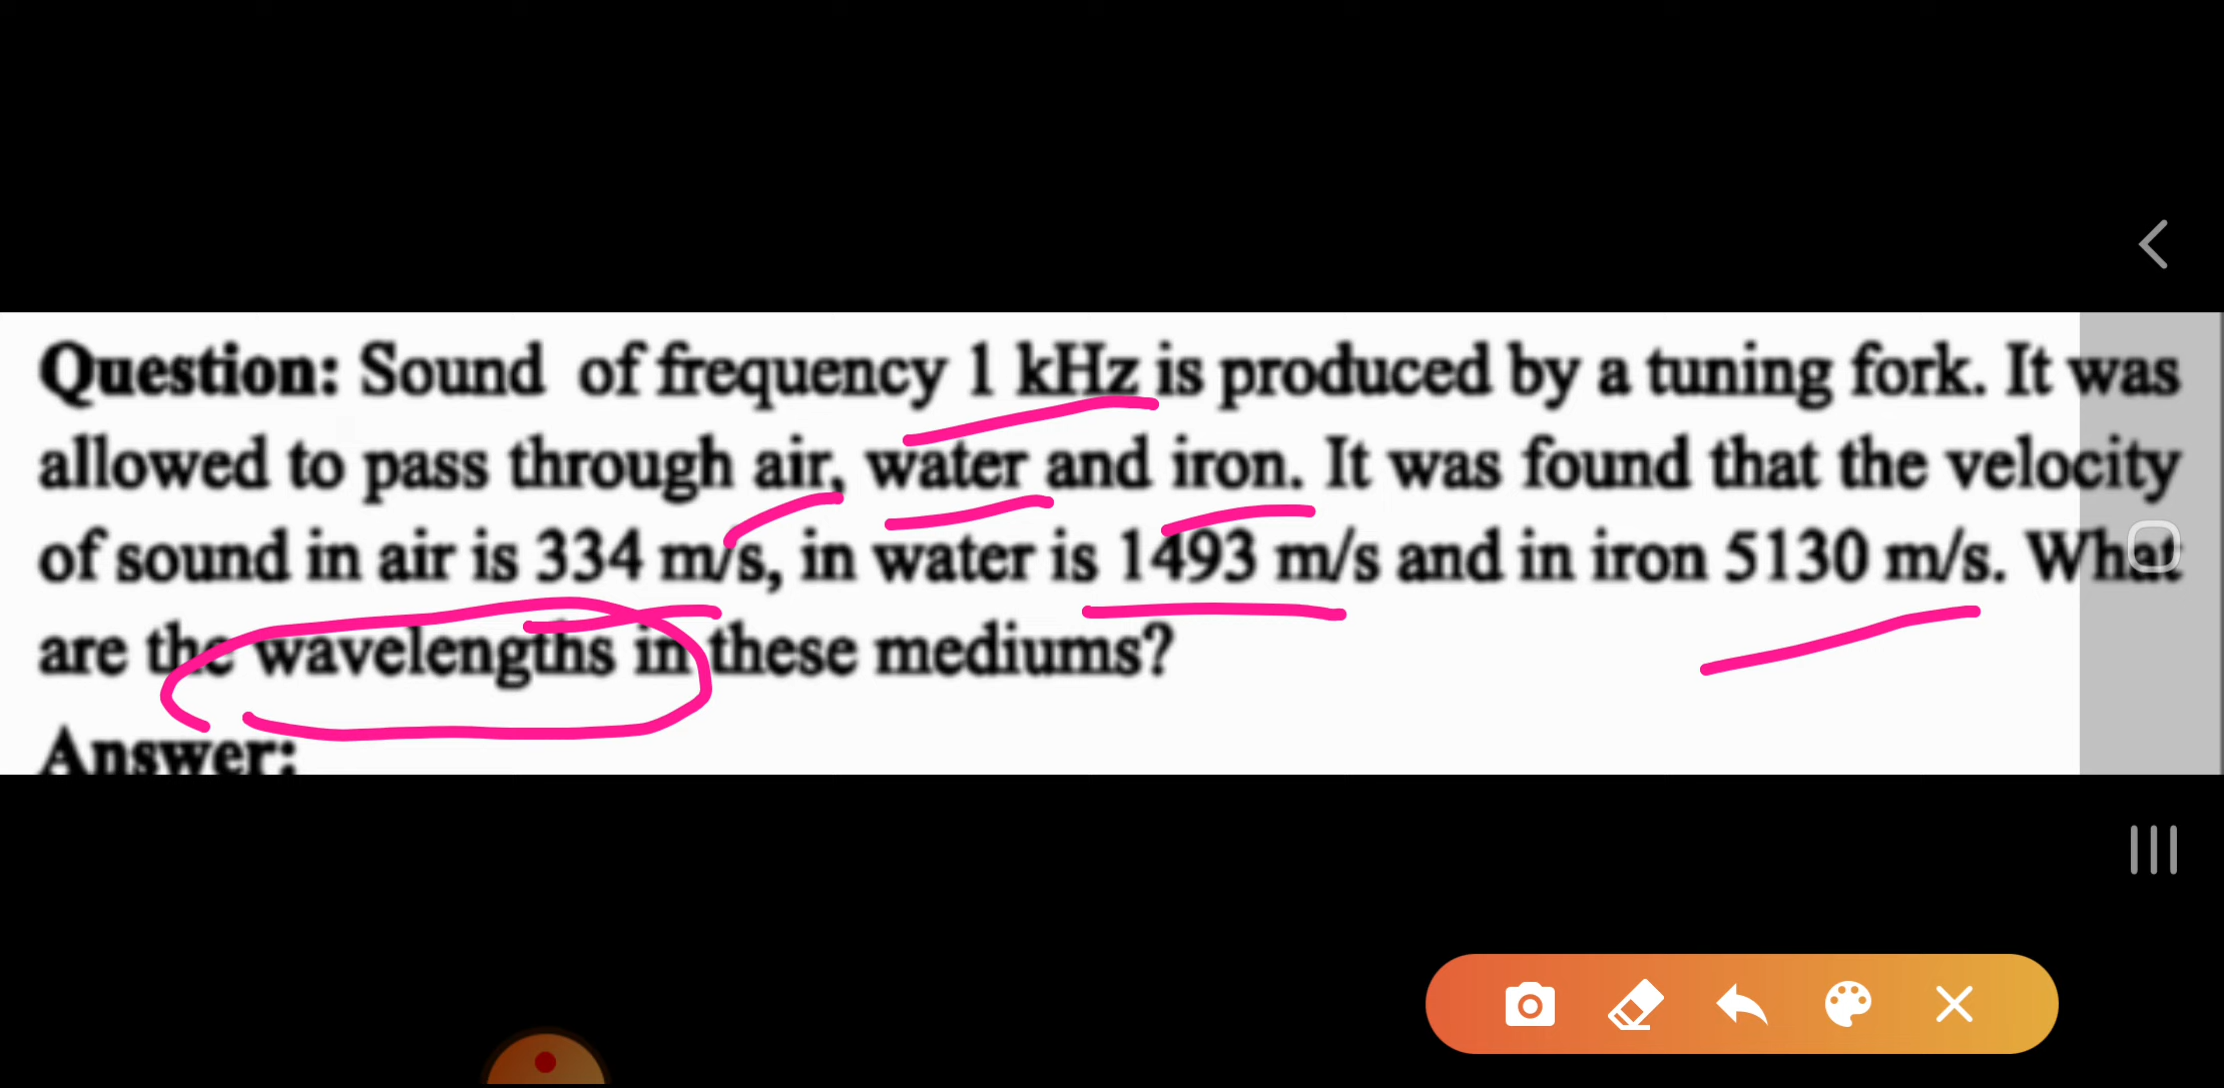 Question: Sound of frequency 1 kHz is produced by a tuning fork. It was
allowed to pass through air, water and iron. It was found that the velocity
of sound in air is 334 m/s, in water is 1493 m/s and in iron 5130 m/s. What
are the wavelengths in these mediums?
Answer: